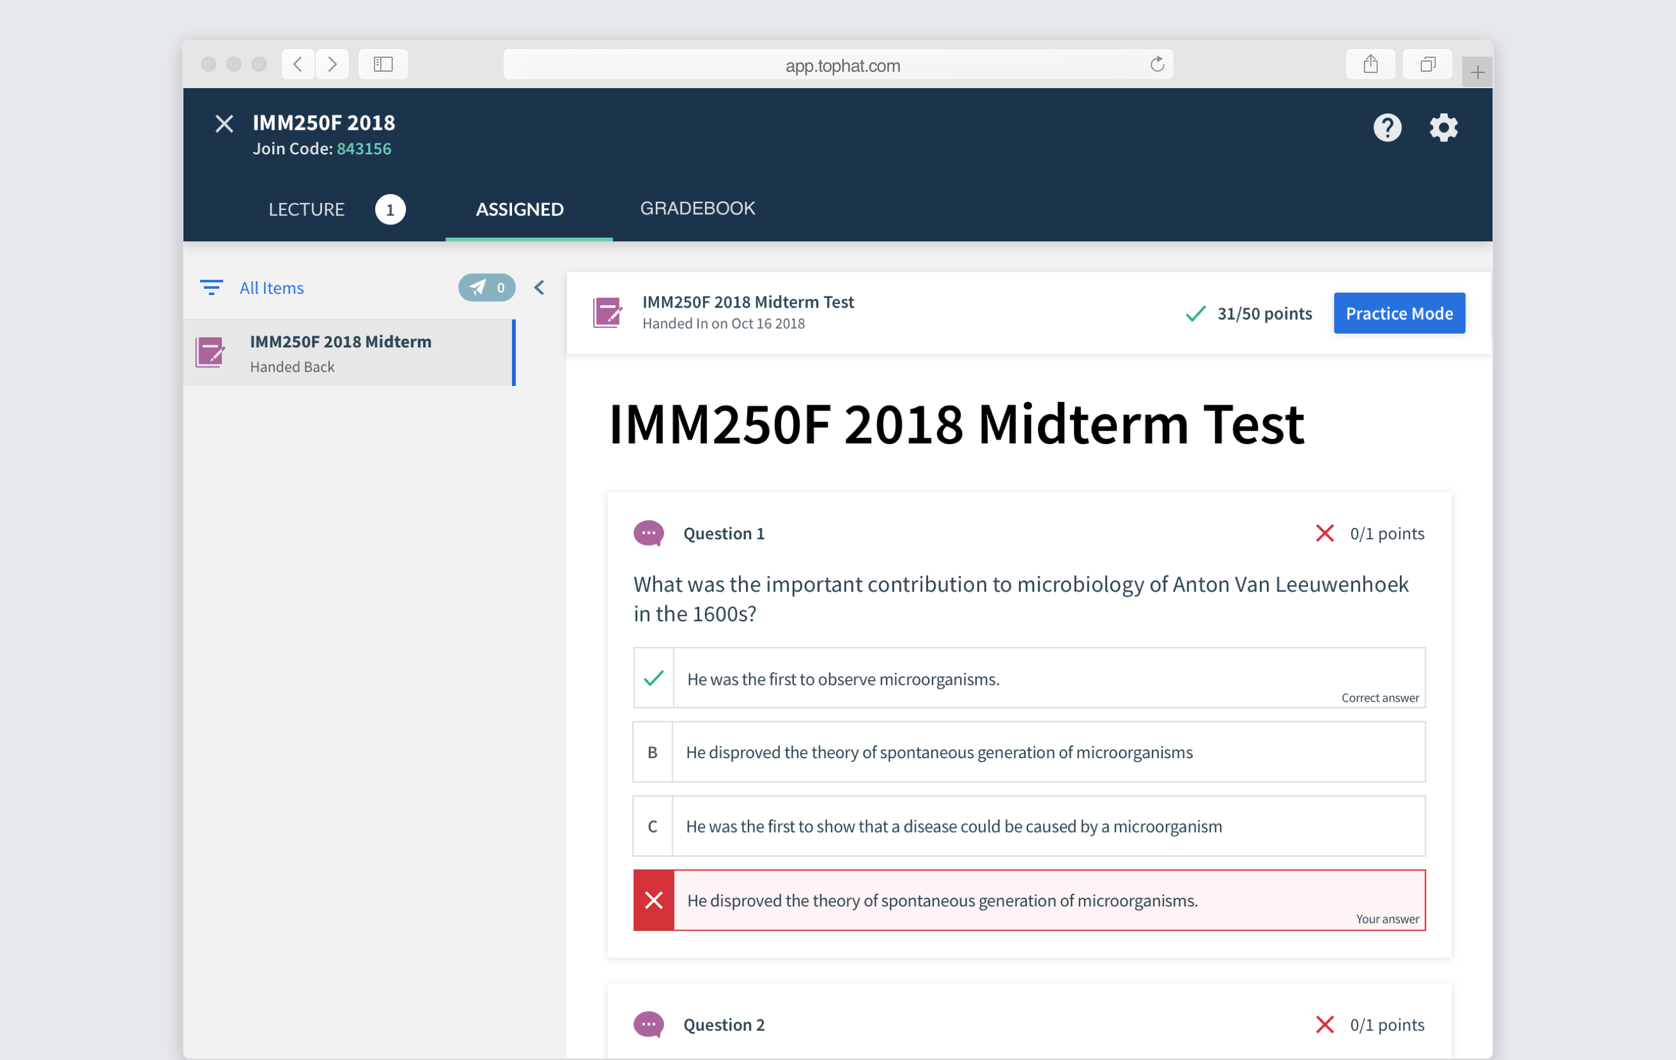 app.tophat.com
IMM250F 2018
Join Code: 843156
LECTURE 1 ASSIGNED GRADEBOOK
All Items 0
IMM250F 2018 Midterm
Handed Back
IMM250F 2018 Midterm Test
Handed In on Oct 16 2018
31/50 points
Practice Mode
IMM250F 2018 Midterm Test
Question 1 0/1 points
What was the important contribution to microbiology of Anton Van Leeuwenhoek
in the 1600s?
He was the first to observe microorganisms.
Correct answer
B He disproved the theory of spontaneous generation of microorganisms
C He was the first to show that a disease could be caused by a microorganism
He disproved the theory of spontaneous generation of microorganisms.
Your answer
Question 2 0/1 points